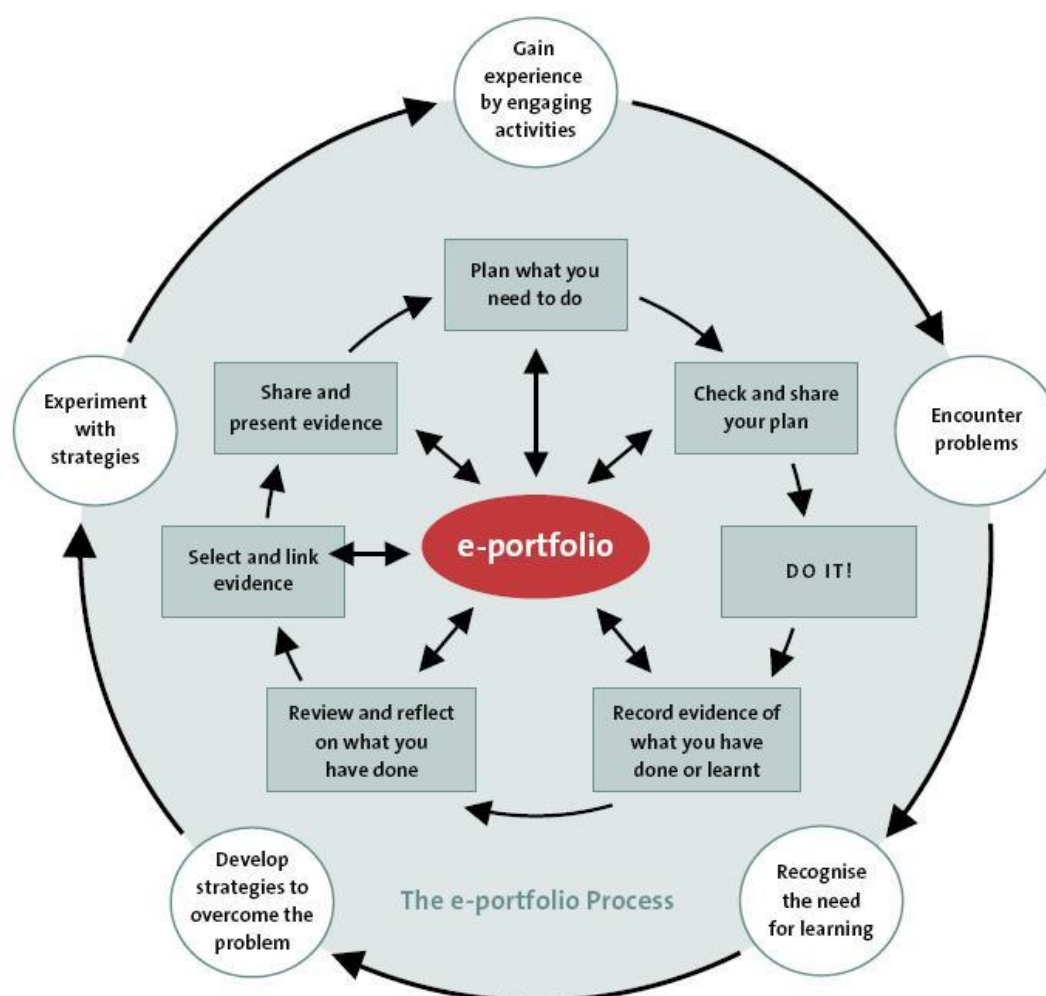 Gain
experience
by engaging
activities
Plan what you
need to do
Share and
present evidence
Check and share
your plan
Experiment
with
strategies
Encounter
problems
e-portfolio
Select and link
evidence
DO IT!
Review and reflect
on what you
have done
Record evidence of
what you have
done or learnt
Develop
strategies to
overcome the
problem
The e-portfolio Process
Recognise
the need
for learning